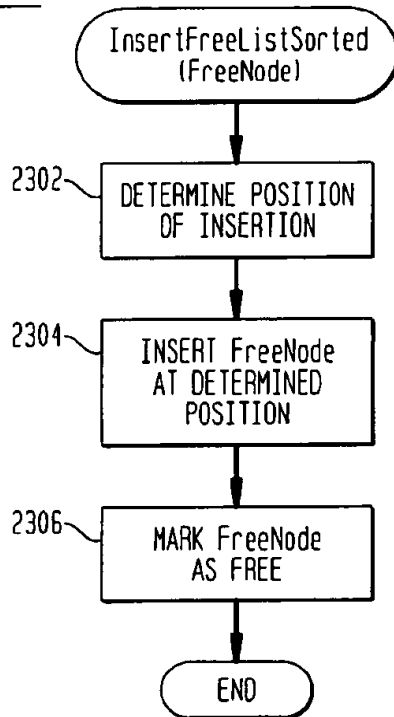 InsertFreeListSorted
(FreeNode)
2302
DETERMINE POSITION
OF INSERTION
2304
INSERT FreeNode
AT DETERMINED
POSITION
2306
MARK FreeNode
AS FREE
END